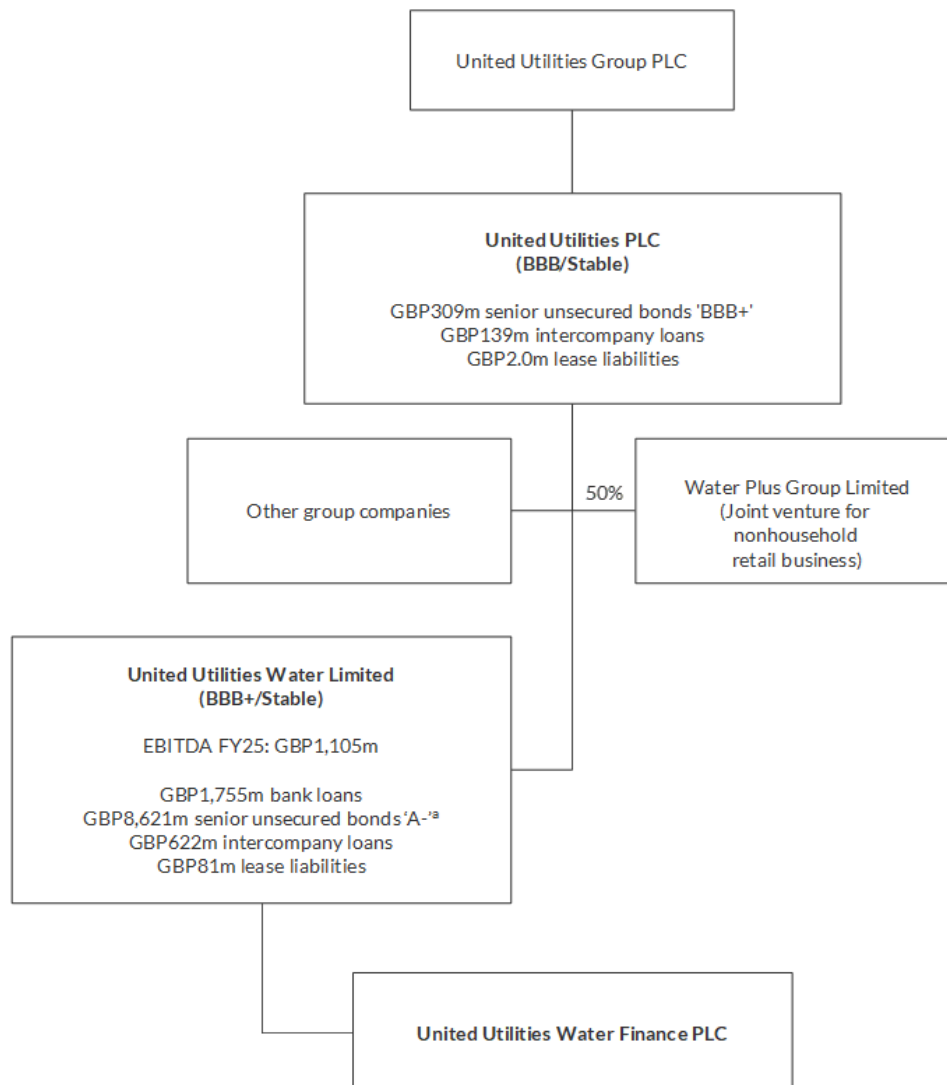 United Utilities Group PLC
United Utilities PLC
(BBB/Stable)
GBP309m senior unsecured bonds 'BBB+'
GBP139m intercompany loans
GBP2.0m lease liabilities
Other group companies
50%
Water Plus Group Limited
(Joint venture for
nonhousehold
retail business)
United Utilities Water Limited
(BBB+/Stable)
EBITDA FY25: GBP1,105m
GBP1,755m bank loans
GBP8,621m senior unsecured bonds ‘A-’ª
GBP622m intercompany loans
GBP81m lease liabilities
United Utilities Water Finance PLC